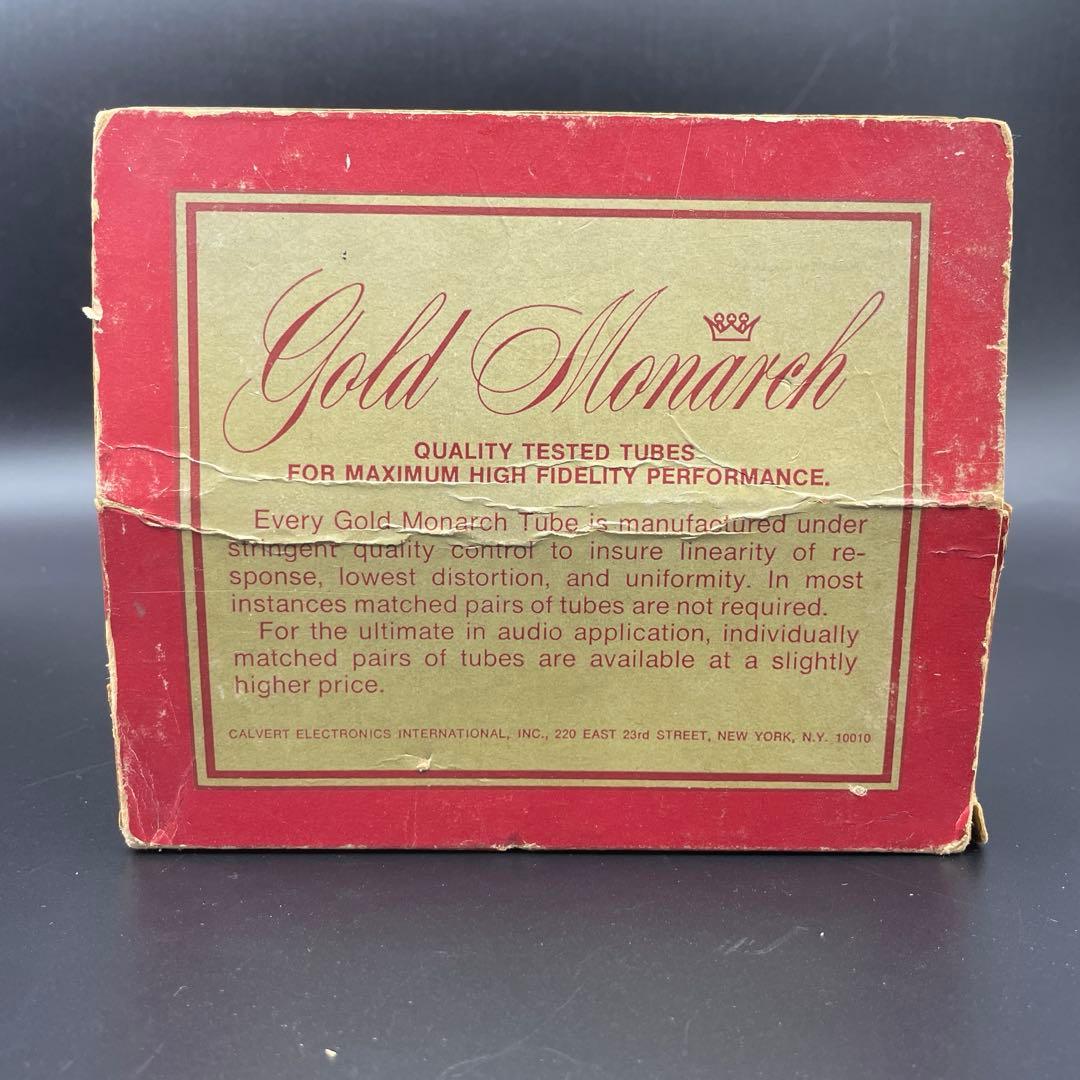 Gold Monarch
QUALITY TESTED TUBES
FOR MAXIMUM HIGH FIDELITY PERFORMANCE.
Every Gold Monarch Tube is manufactured under
stringent quality control to insure linearity of re-
sponse, lowest distortion, and uniformity. In most
instances matched pairs of tubes are not required.
For the ultimate in audio application, individually
matched pairs of tubes are available at a slightly
higher price.
CALVERT ELECTRONICS INTERNATIONAL, INC., 220 EAST 23rd STREET, NEW YORK, N.Y. 10010